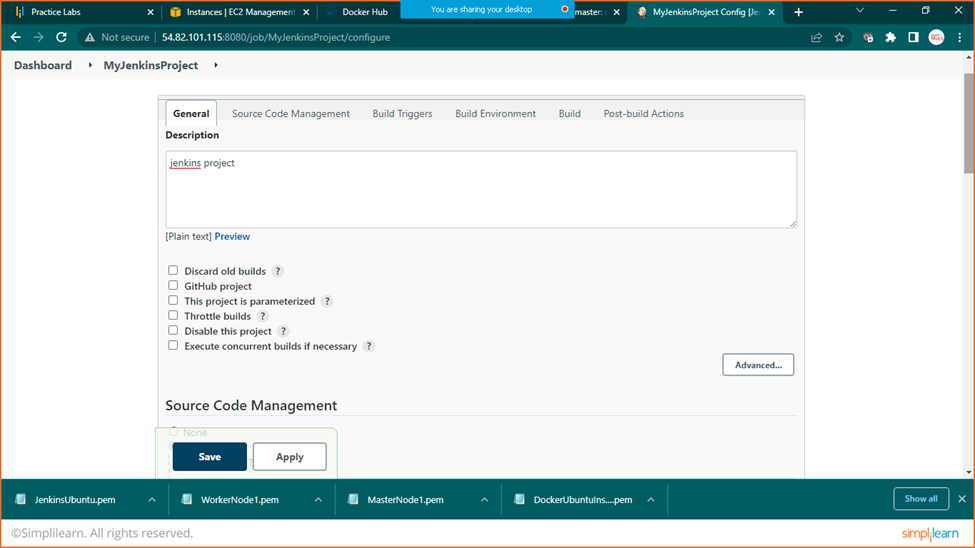 Practice Labs
Instances | EC2 Management
Docker Hub
You are sharing your desktop
master:
MyJenkinsProject Config [Je
Not secure
54.82.101.115:8080/job/MyJenkinsProject/configure
Dashboard
MyJenkinsProject
General
Source Code Management
Build Triggers
Build Environment
Build
Post-build Actions
Description
jenkins project
[Plain text] Preview
Discard old builds ?
GitHub project
This project is parameterized ?
Throttle builds ?
Disable this project ?
Execute concurrent builds if necessary ?
Advanced...
Source Code Management
None
Save
Apply
JenkinsUbuntu.pem
WorkerNode1.pem
MasterNode1.pem
DockerUbuntuIns....pem
Show all
©Simplilearn. All rights reserved.
simplilearn